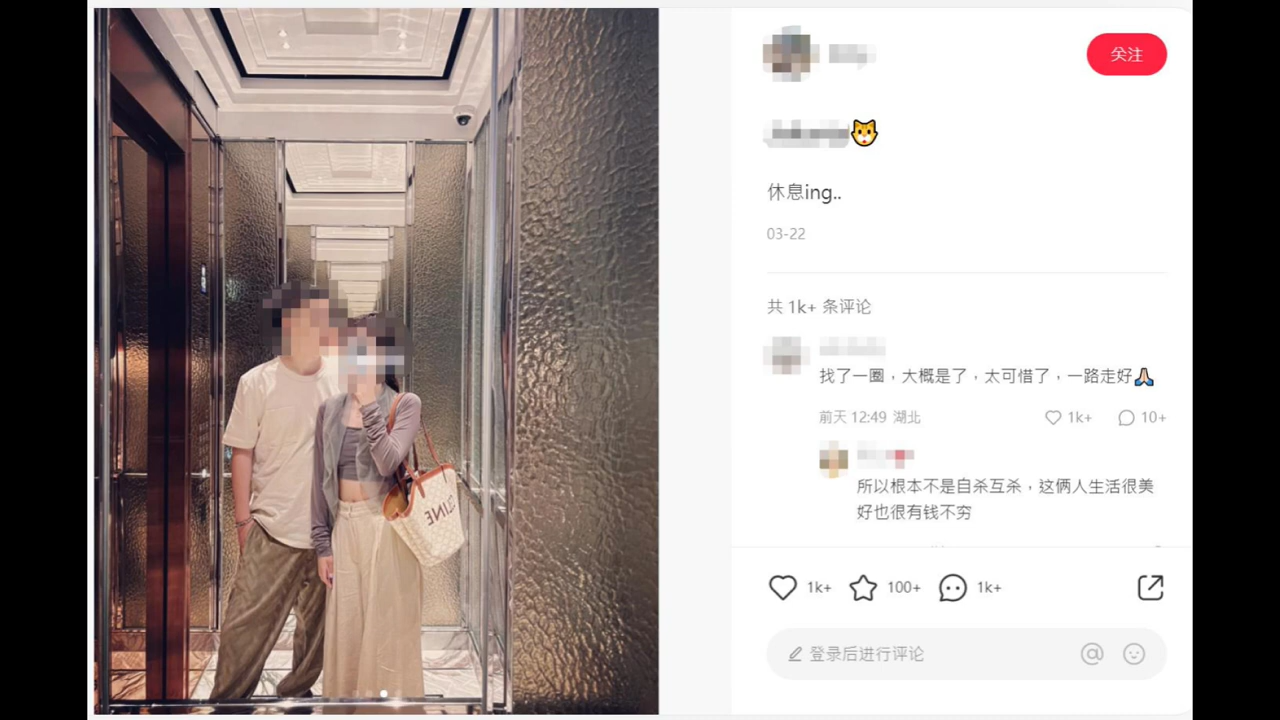 关注
休息ing..
03-22
共 1k+ 条评论
找了一圈，大概是了，太可惜了，一路走好🙏🏻
前天 12:49 湖北
1k+
10+
所以根本不是自杀互杀，这俩人生活很美
好也很有钱不穷
1k+
100+
1k+
登录后进行评论